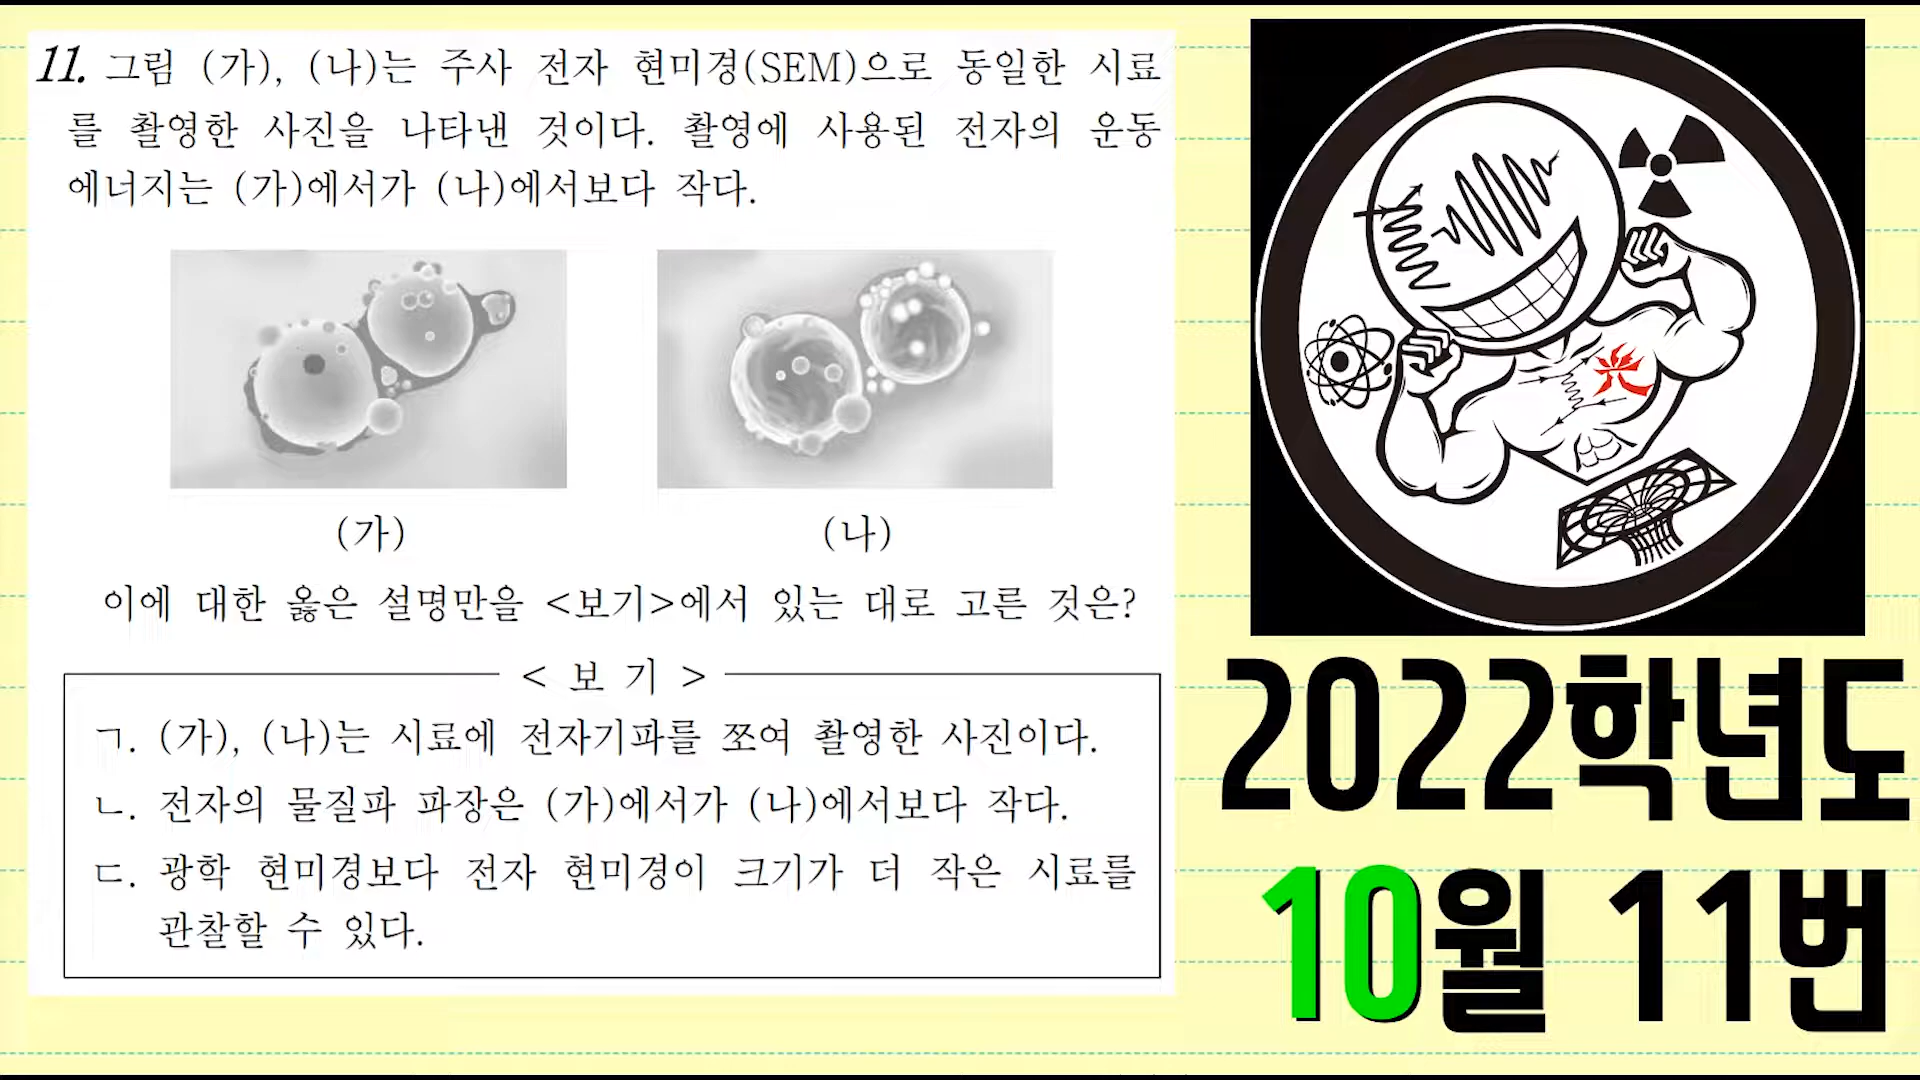 11. 그림 (가), (나)는 주사 전자 현미경(SEM)으로 동일한 시료
를 촬영한 사진을 나타낸 것이다. 촬영에 사용된 전자의 운동
에너지는 (가)에서가 (나)에서보다 작다.
(가)
(나)
이에 대한 옳은 설명만을 <보기>에서 있는 대로 고른 것은?
< 보 기 >
ㄱ. (가), (나)는 시료에 전자기파를 쪼여 촬영한 사진이다.
ㄴ. 전자의 물질파 파장은 (가)에서가 (나)에서보다 작다.
ㄷ. 광학 현미경보다 전자 현미경이 크기가 더 작은 시료를
관찰할 수 있다.
光
2022학년도
10월 11번